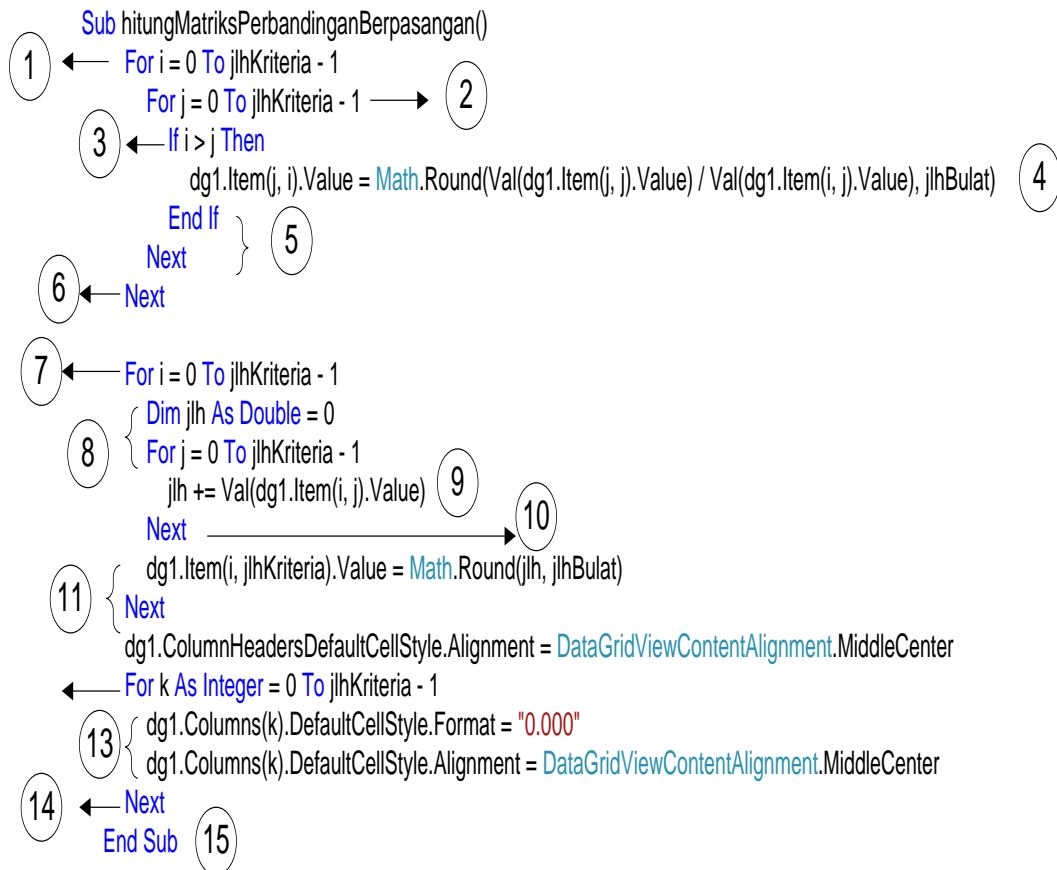 Sub hitungMatriksPerbandinganBerpasangan()
1 For i = 0 To jlhKriteria - 1
For j = 0 To jlhKriteria - 1 2
3 If i > j Then
dg1.Item(j, i).Value = Math.Round(Val(dg1.Item(j, j).Value) / Val(dg1.Item(i, j).Value), jlhBulat) 4
End If
5
Next
6 Next
7 For i = 0 To jlhKriteria - 1
Dim jlh As Double = 0
8
For j = 0 To jlhKriteria - 1
jlh += Val(dg1.Item(i, j).Value) 9
Next 10
dg1.Item(i, jlhKriteria).Value = Math.Round(jlh, jlhBulat)
11
Next
dg1.ColumnHeadersDefaultCellStyle.Alignment = DataGridViewContentAlignment.MiddleCenter
For k As Integer = 0 To jlhKriteria - 1
dg1.Columns(k).DefaultCellStyle.Format = "0.000"
13
dg1.Columns(k).DefaultCellStyle.Alignment = DataGridViewContentAlignment.MiddleCenter
14 Next
End Sub 15